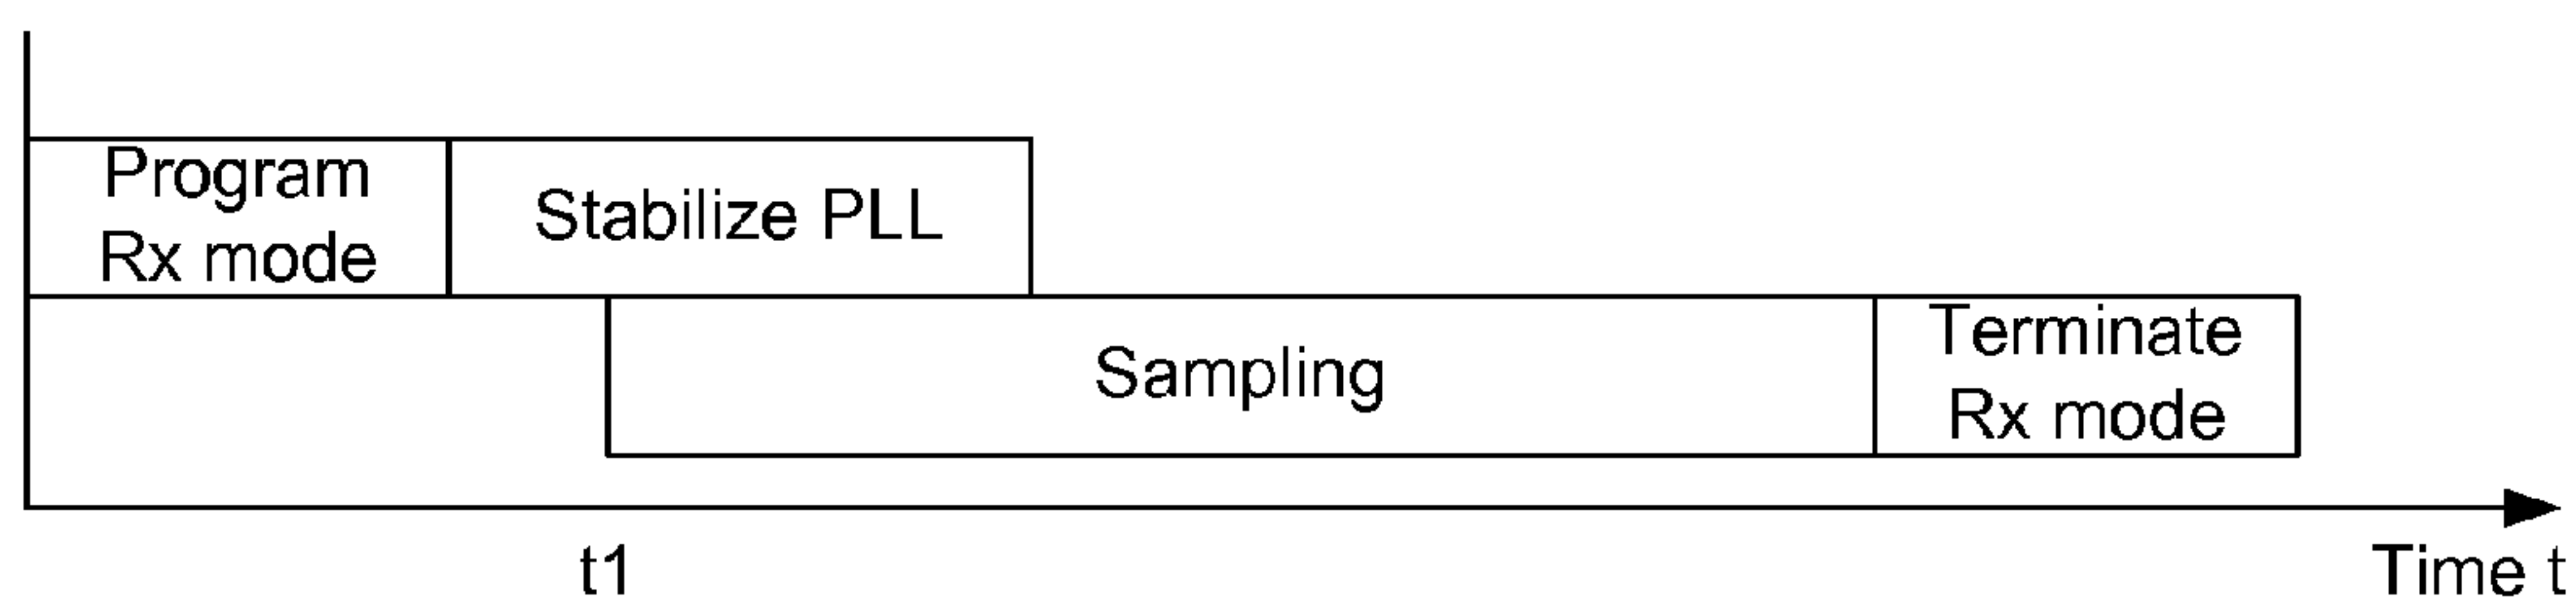 Program
Rx mode
Stabilize PLL
Sampling
Terminate
Rx mode
t1
Time t